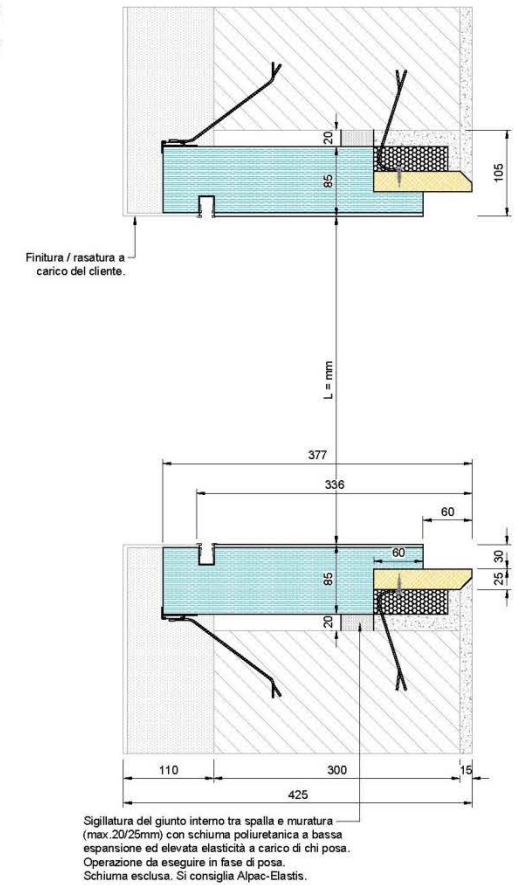 20
85
105
Finitura / rasatura a
carico del cliente.
L = mm
377
336
60
60
30
85
25
20
110
300
15
425
Sigillatura del giunto interno tra spalla e muratura
(max.20/25mm) con schiuma poliuretanica a bassa
espansione ed elevata elasticità a carico di chi posa.
Operazione da eseguire in fase di posa.
Schiuma esclusa. Si consiglia Alpac-Elastis.